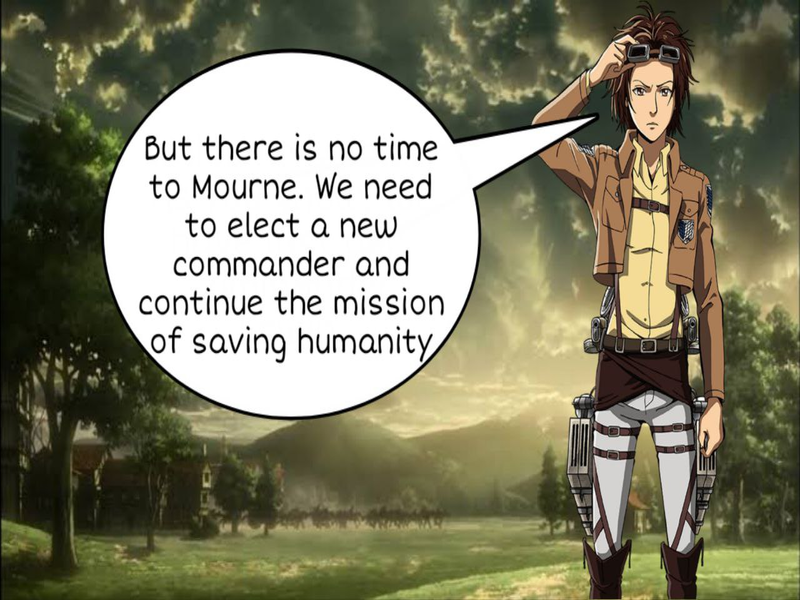 But there is no time
to Mourne. We need
to elect a new
commander and
continue the mission
of saving humanity